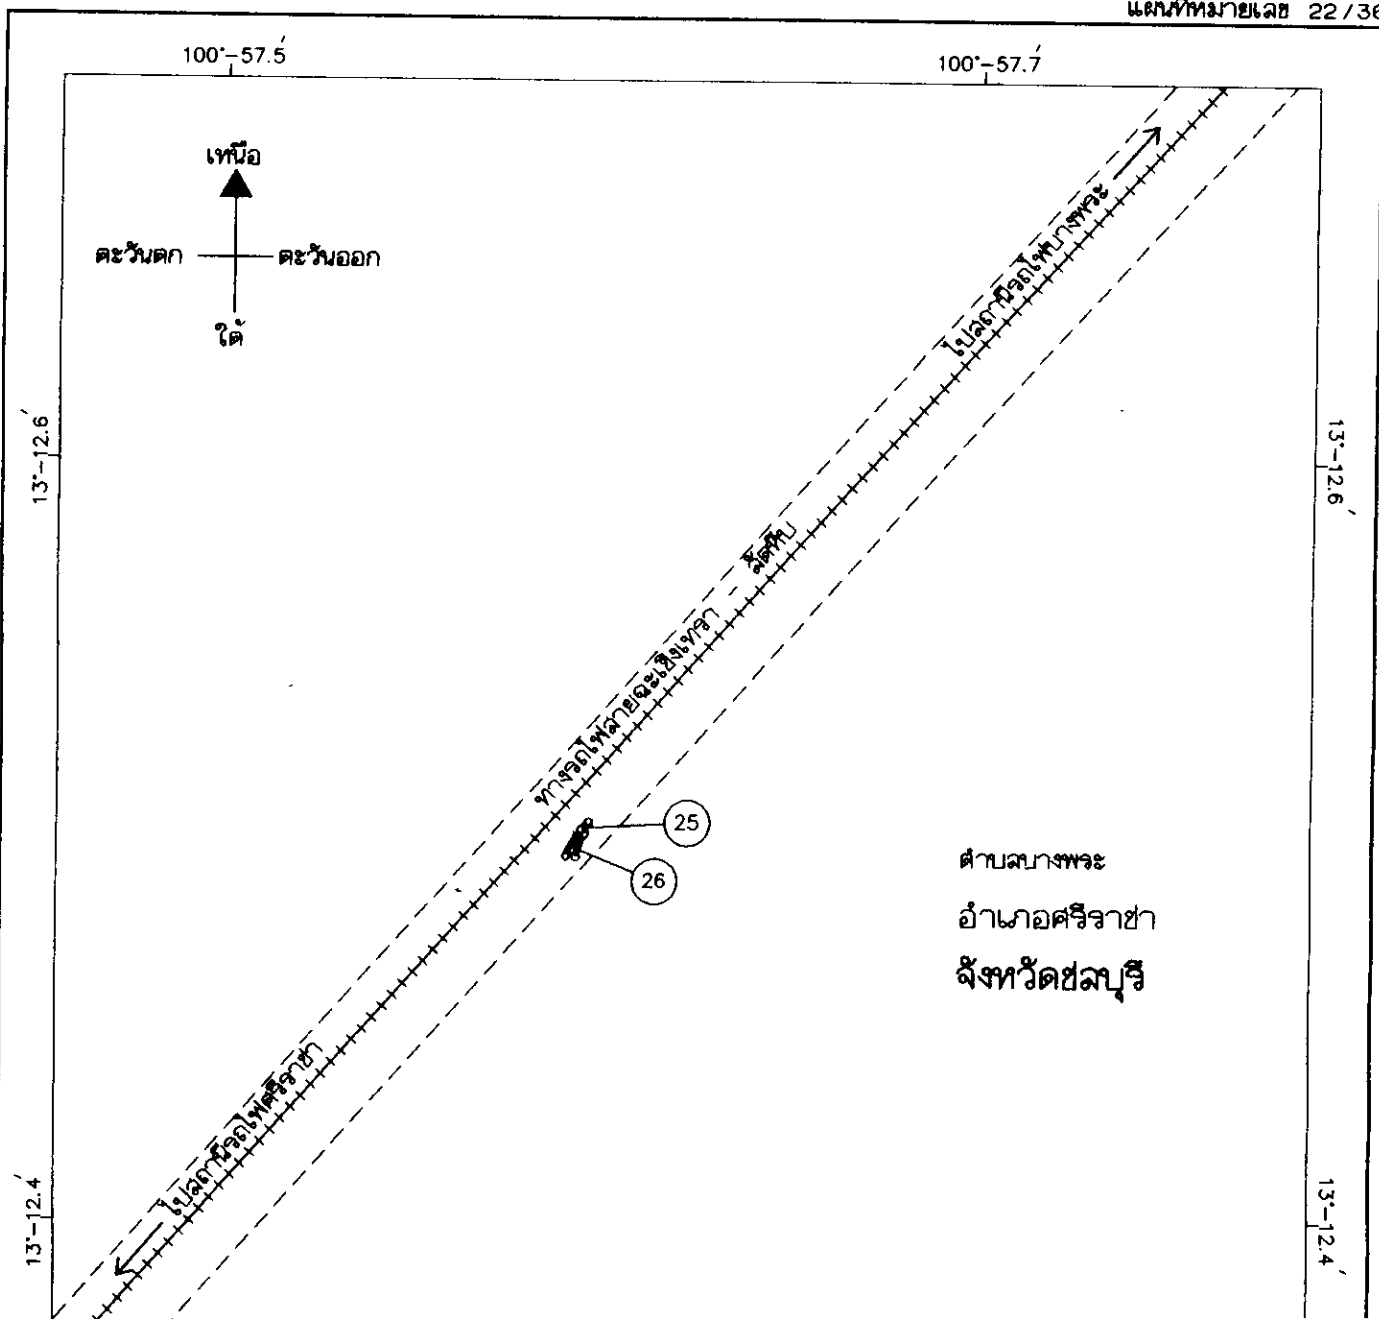 แผ่นที่หมายเลข 22/36
100°-57.5′
100°-57.7′
เหนือ
ตะวันตก
ตะวันออก
ใต้
13°-12.6′
13°-12.6′
ไปสถานีรถไฟบางพระ
ทางรถไฟสายฉะเชิงเทรา - สัตหีบ
25
26
ตำบลบางพระ
อำเภอศรีราชา
จังหวัดชลบุรี
ไปสถานีรถไฟศรีราชา
13°-12.4′
13°-12.4′